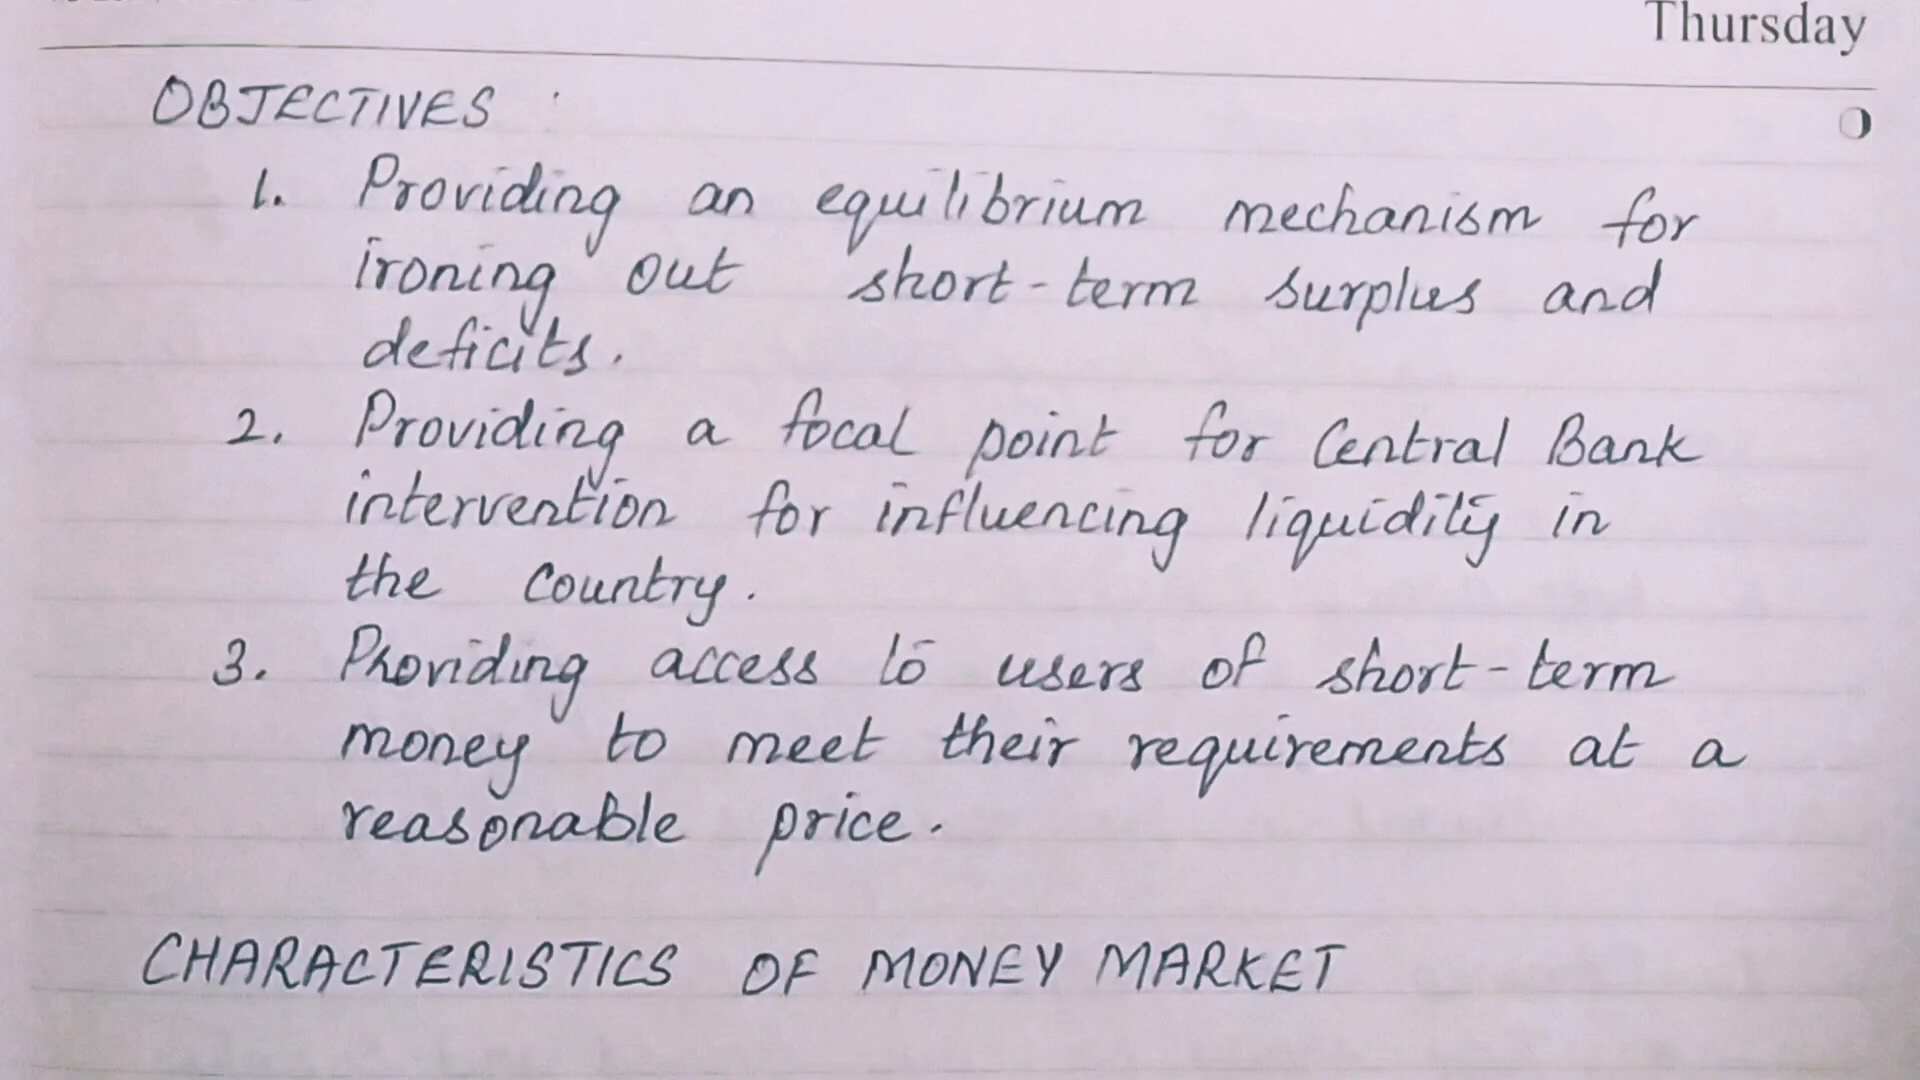 Thursday
OBJECTIVES :
1. Providing an equilibrium mechanism for
ironing out short-term surplus and
deficits.
2. Providing a focal point for Central Bank
intervention for influencing liquidity in
the country.
3. Providing access to users of short-term
money to meet their requirements at a
reasonable price.
CHARACTERISTICS OF MONEY MARKET